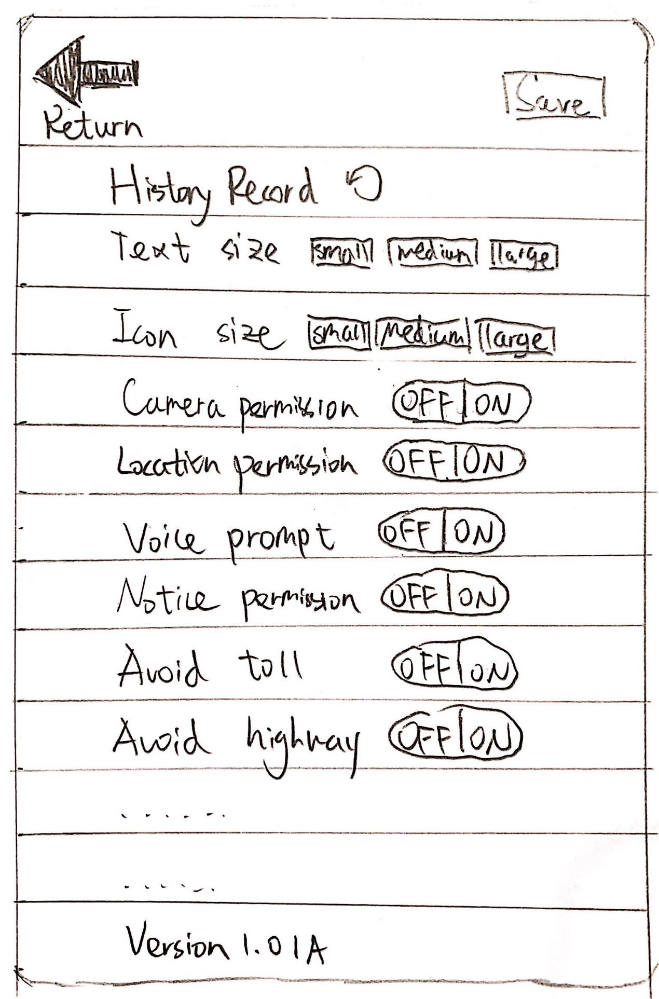 Save
Return
History Record
Text size small medium large
Icon size small Medium large
Camera permission OFF ON
Location permission OFF ON
Voice prompt OFF ON
Notice permission OFF ON
Avoid toll OFF ON
Avoid highway OFF ON
......
......
Version 1.01A